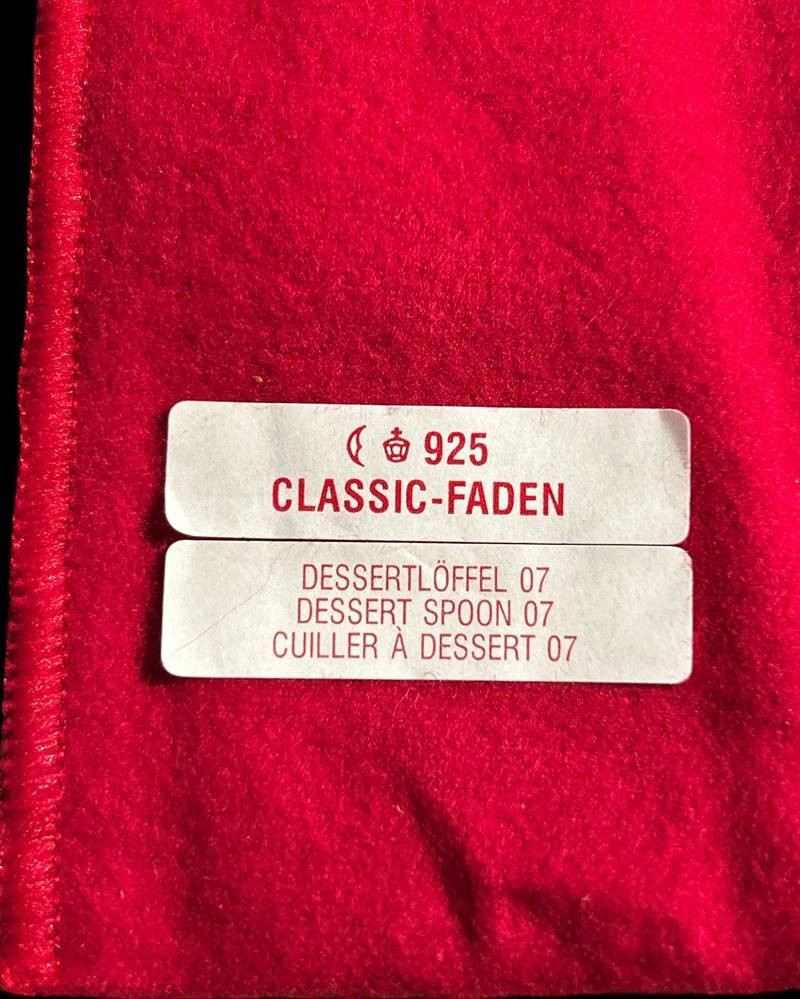 925
CLASSIC-FADEN
DESSERTLÖFFEL 07
DESSERT SPOON 07
CUILLER À DESSERT 07